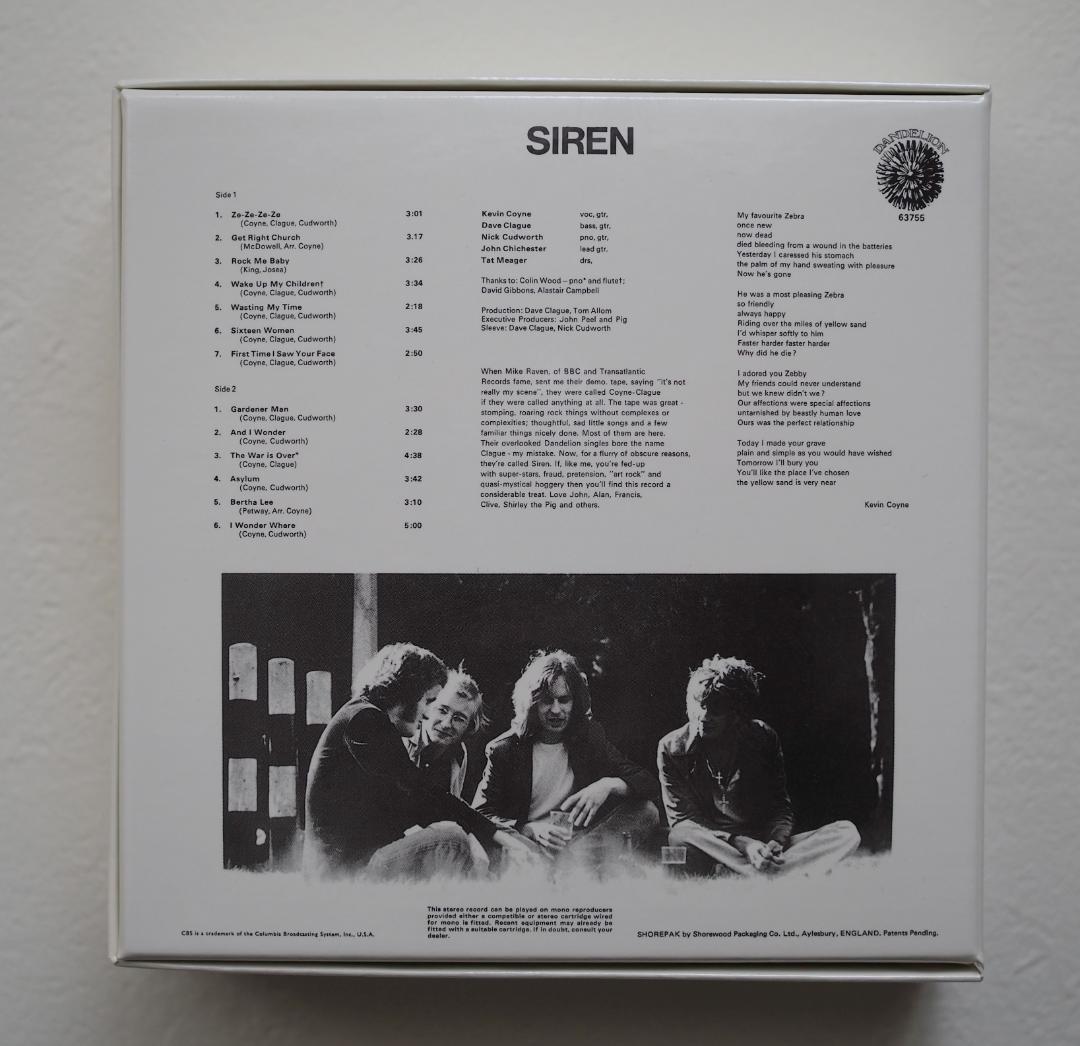 SIREN
DANDELION
63755
Side 1
1. Ze-Ze-Ze-Ze 3:01
(Coyne, Clague, Cudworth)
2. Get Right Church 3.17
(McDowell, Arr. Coyne)
3. Rock Me Baby 3:26
(King, Josea)
4. Wake Up My Children† 3:34
(Coyne, Clague, Cudworth)
5. Wasting My Time 2:18
(Coyne, Clague, Cudworth)
6. Sixteen Women 3:45
(Coyne, Clague, Cudworth)
7. First Time I Saw Your Face 2:50
(Coyne, Clague, Cudworth)
Side 2
1. Gardener Man 3:30
(Coyne, Clague, Cudworth)
2. And I Wonder 2:28
(Coyne, Cudworth)
3. The War is Over* 4:38
(Coyne, Clague)
4. Asylum 3:42
(Coyne, Cudworth)
5. Bertha Lee 3:10
(Petway, Arr. Coyne)
6. I Wonder Where 5:00
(Coyne, Cudworth)
Kevin Coyne voc, gtr,
Dave Clague bass, gtr,
Nick Cudworth pno, gtr,
John Chichester lead gtr,
Tat Meager drs,
Thanks to: Colin Wood – pno* and flute†;
David Gibbons, Alastair Campbell
Production: Dave Clague, Tom Allom
Executive Producers: John Peel and Pig
Sleeve: Dave Clague, Nick Cudworth
When Mike Raven, of BBC and Transatlantic
Records fame, sent me their demo. tape, saying "it's not
really my scene", they were called Coyne-Clague
if they were called anything at all. The tape was great -
stomping, roaring rock things without complexes or
complexities; thoughtful, sad little songs and a few
familiar things nicely done. Most of them are here.
Their overlooked Dandelion singles bore the name
Clague - my mistake. Now, for a flurry of obscure reasons,
they're called Siren. If, like me, you're fed-up
with super-stars, fraud, pretension, "art rock" and
quasi-mystical hoggery then you'll find this record a
considerable treat. Love John, Alan, Francis,
Clive, Shirley the Pig and others.
My favourite Zebra
once new
now dead
died bleeding from a wound in the batteries
Yesterday I caressed his stomach
the palm of my hand sweating with pleasure
Now he's gone
He was a most pleasing Zebra
so friendly
always happy
Riding over the miles of yellow sand
I'd whisper softly to him
Faster harder faster harder
Why did he die?
I adored you Zebby
My friends could never understand
but we knew didn't we?
Our affections were special affections
untarnished by beastly human love
Ours was the perfect relationship
Today I made your grave
plain and simple as you would have wished
Tomorrow I'll bury you
You'll like the place I've chosen
the yellow sand is very near
Kevin Coyne
CBS is a trademark of the Columbia Broadcasting System, Inc., U.S.A.
This stereo record can be played on mono reproducers
provided either a compatible or stereo cartridge wired
for mono is fitted. Recent equipment may already be
fitted with a suitable cartridge. If in doubt, consult your
dealer.
SHOREPAK by Shorewood Packaging Co. Ltd., Aylesbury, ENGLAND. Patents Pending.